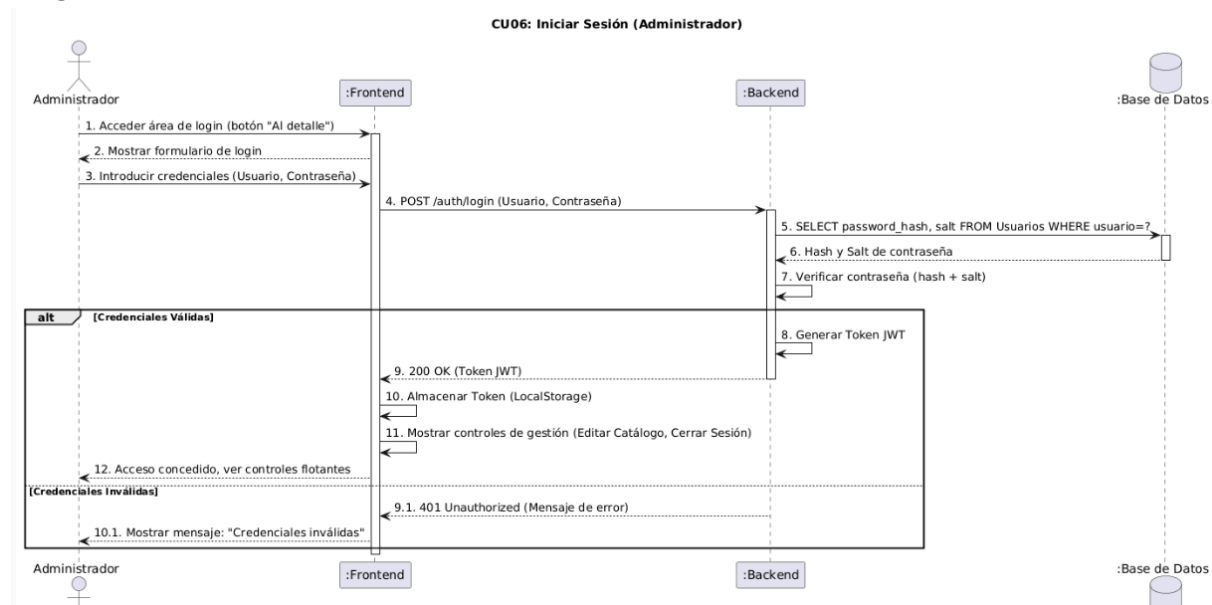 CU06: Iniciar Sesión (Administrador)
Administrador
:Frontend
:Backend
:Base de Datos
1. Acceder área de login (botón "Al detalle")
2. Mostrar formulario de login
3. Introducir credenciales (Usuario, Contraseña)
4. POST /auth/login (Usuario, Contraseña)
5. SELECT password_hash, salt FROM Usuarios WHERE usuario=?
6. Hash y Salt de contraseña
7. Verificar contraseña (hash + salt)
alt
[Credenciales Válidas]
8. Generar Token JWT
9. 200 OK (Token JWT)
10. Almacenar Token (LocalStorage)
11. Mostrar controles de gestión (Editar Catálogo, Cerrar Sesión)
12. Acceso concedido, ver controles flotantes
[Credenciales Inválidas]
9.1. 401 Unauthorized (Mensaje de error)
10.1. Mostrar mensaje: "Credenciales inválidas"
Administrador
:Frontend
:Backend
:Base de Datos